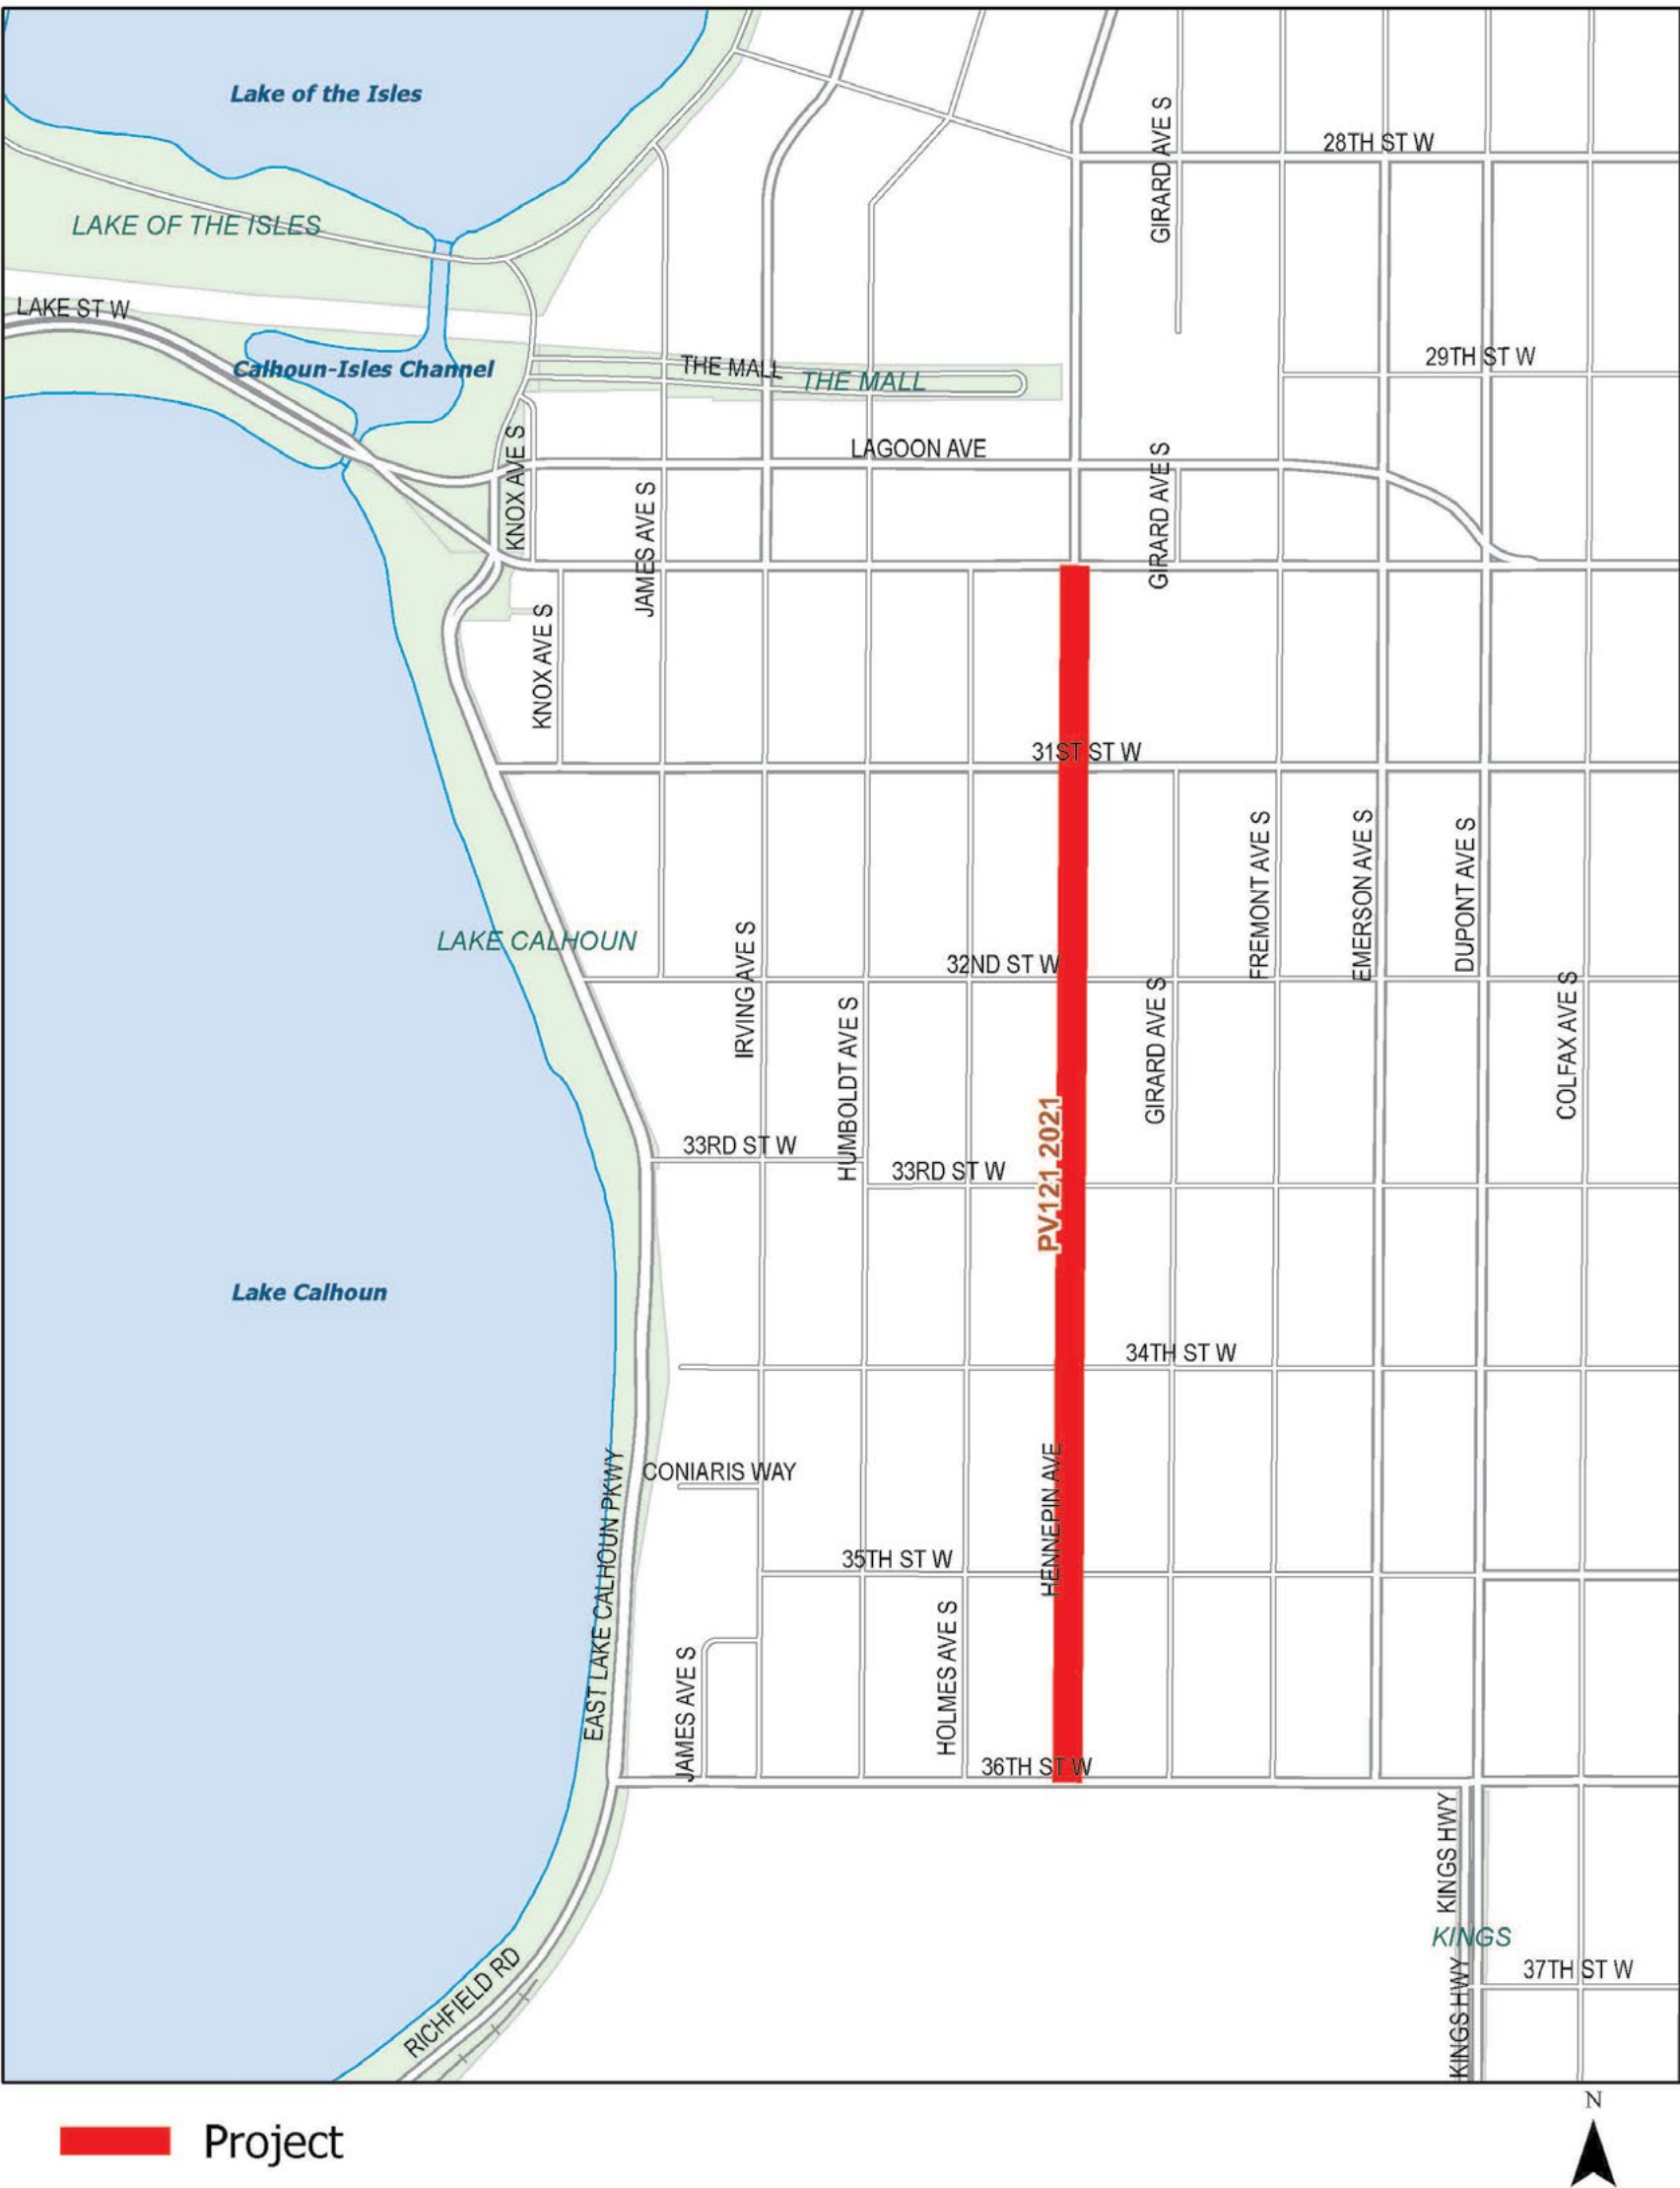 Lake of the Isles
GIRARD AVE S
28TH ST W
LAKE OF THE ISLES
LAKE ST W
Calhoun-Isles Channel
THE MALL
THE MALL
29TH ST W
KNOX AVE S
LAGOON AVE
JAMES AVE S
GIRARD AVE S
KNOX AVE S
31ST ST W
LAKE CALHOUN
IRVING AVE S
32ND ST W
FREMONT AVE S
EMERSON AVE S
DUPONT AVE S
HUMBOLDT AVE S
GIRARD AVE S
COLFAX AVE S
33RD ST W
33RD ST W
PV121 2021
Lake Calhoun
34TH ST W
EAST LAKE CALHOUN PKWY
CONIARIS WAY
HENNEPIN AVE
35TH ST W
JAMES AVE S
HOLMES AVE S
36TH ST W
KINGS HWY
KINGS
RICHFIELD RD
KINGS HWY
37TH ST W
N
Project